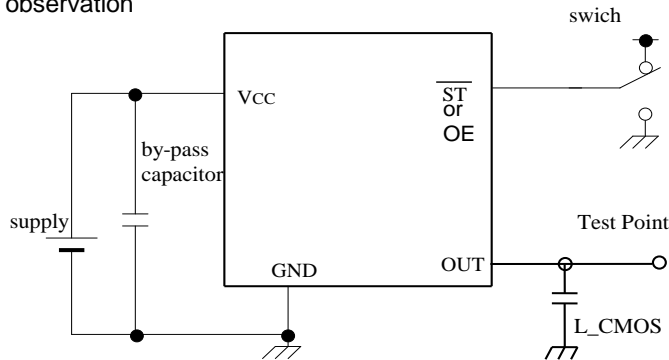 observation
swich
VCC
ST
or
OE
by-pass
capacitor
supply
Test Point
GND
OUT
L_CMOS